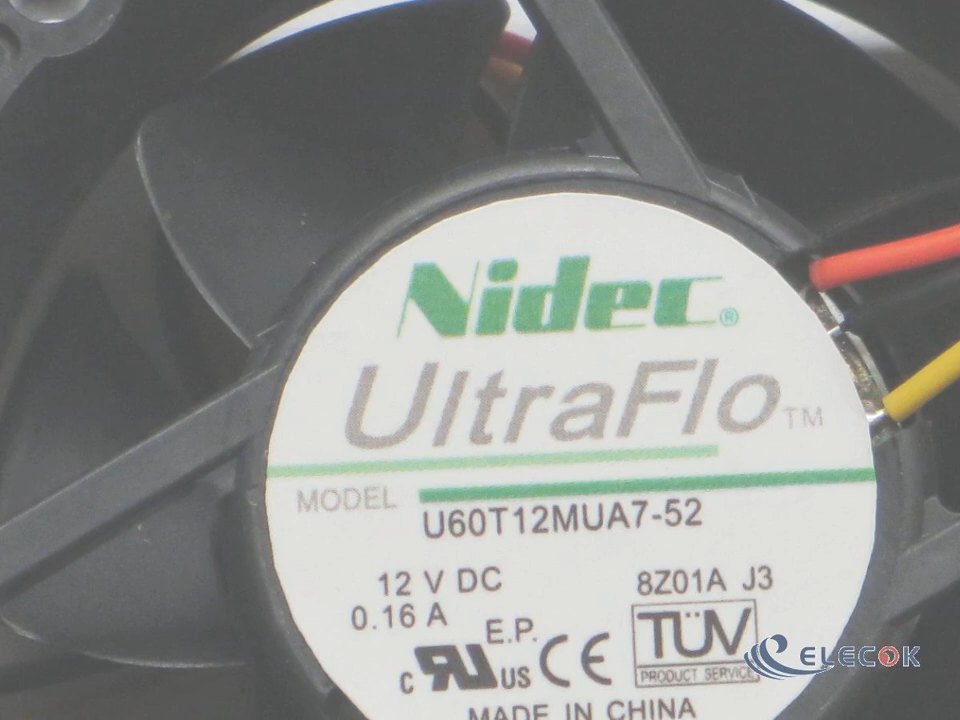 Nidec®
UltraFlo™
MODEL U60T12MUA7-52
12 V DC 8Z01A J3
0.16 A
E.P.
c RU US CE TÜV
PRODUCT SERVICE
MADE IN CHINA
ELECOK